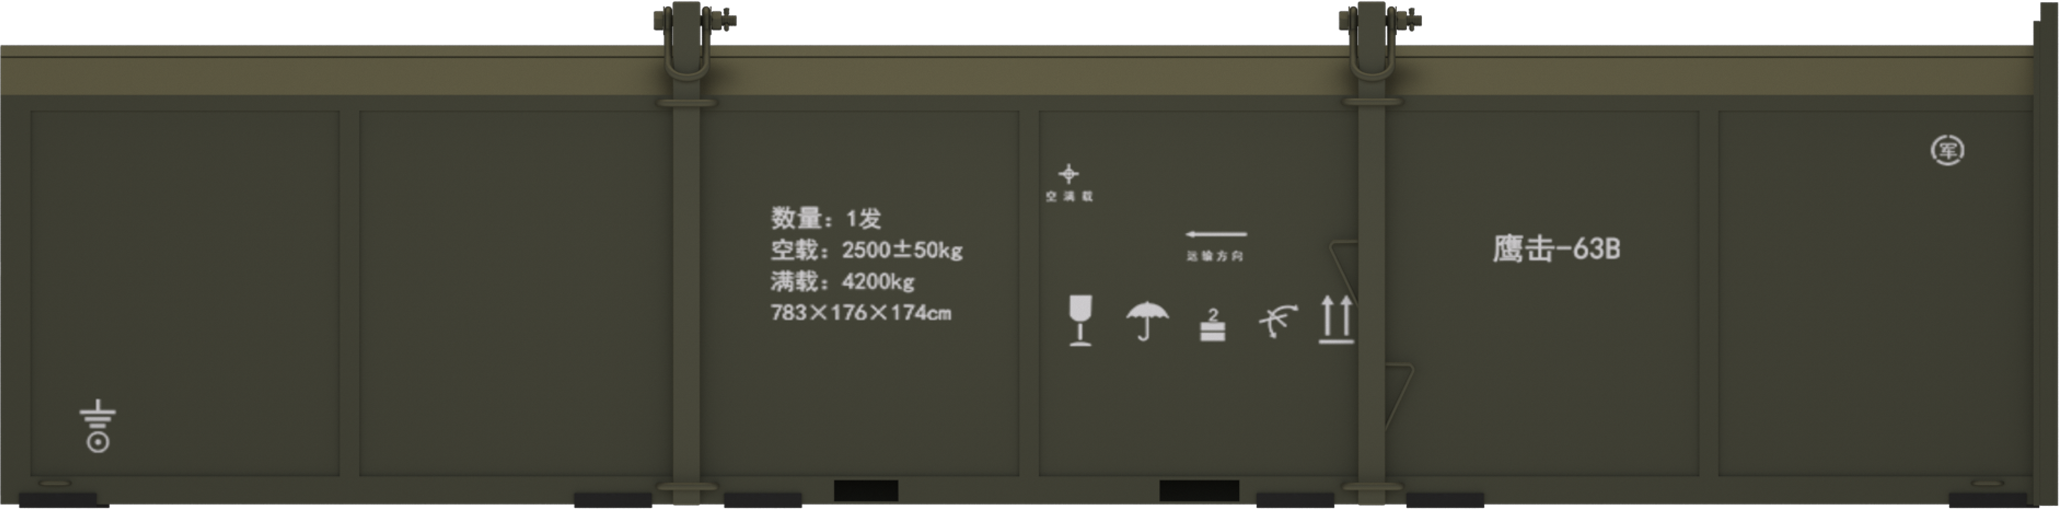 军
空 满 载
数量：1发
空载：2500±50kg
满载：4200kg
783×176×174cm
运输方向
鹰击-63B
2